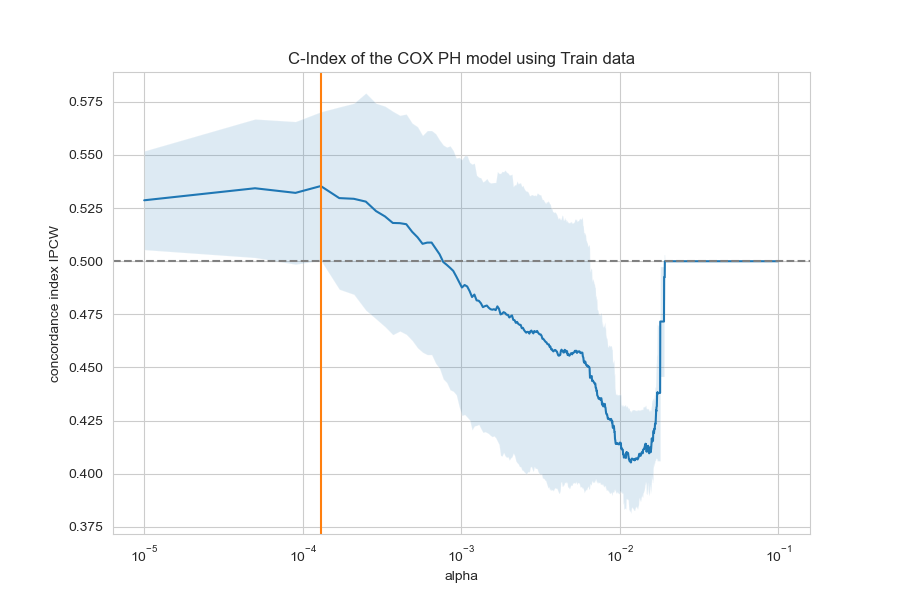 C-Index of the COX PH model using Train data
concordance index IPCW
0.575
0.550
0.525
0.500
0.475
0.450
0.425
0.400
0.375
10⁻⁵ 10⁻⁴ 10⁻³ 10⁻² 10⁻¹
alpha